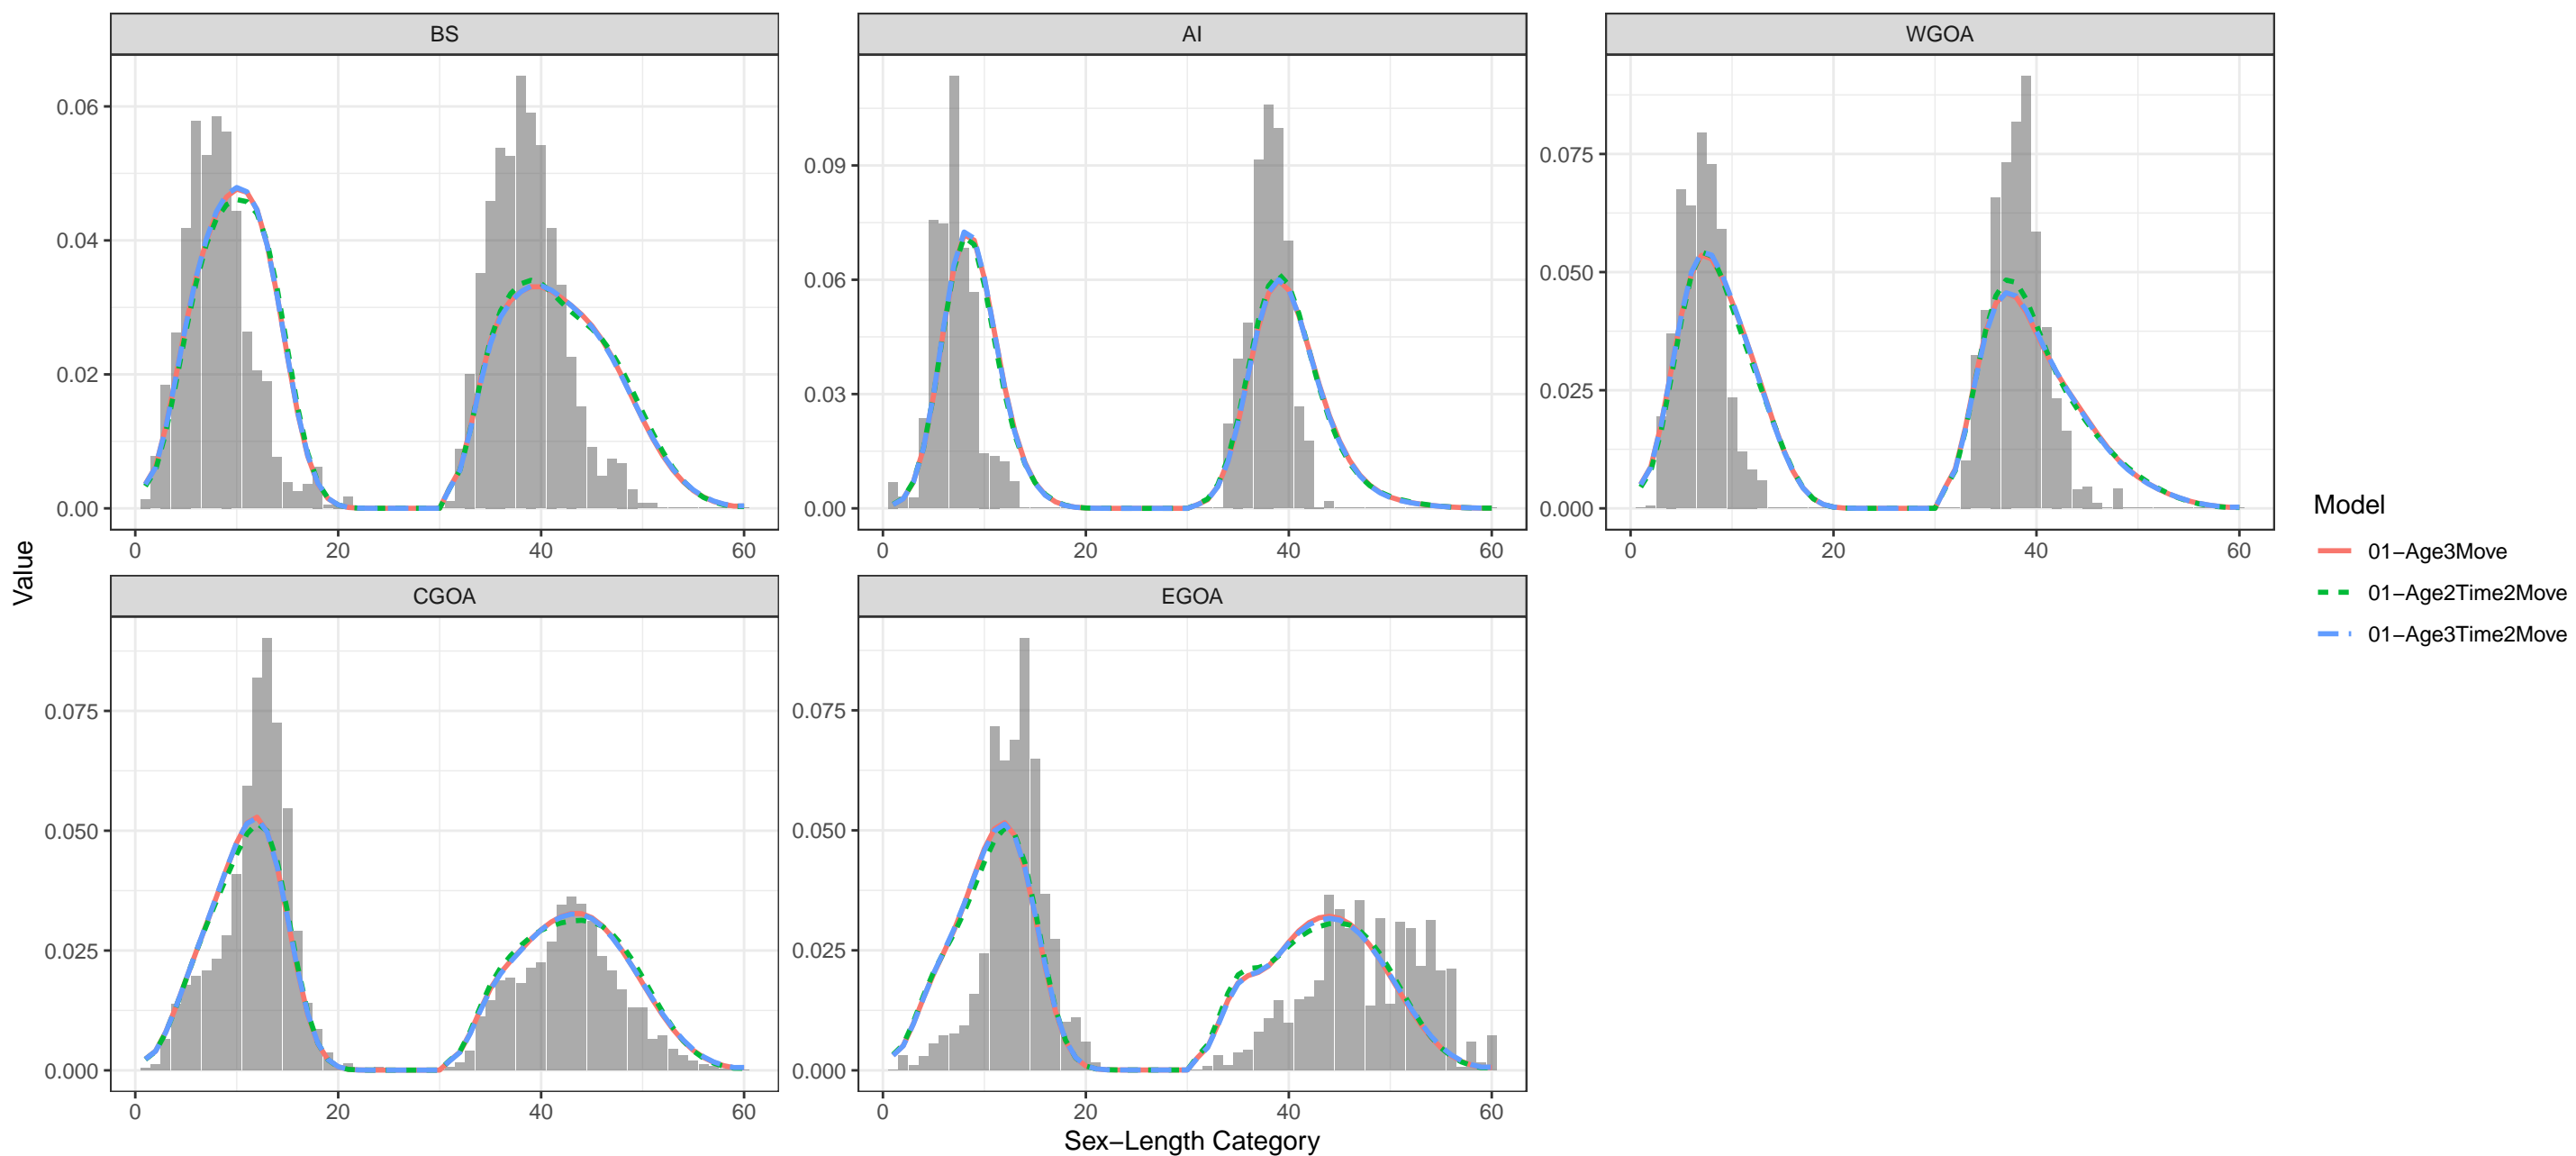 BS
AI
WGOA
0.06
0.04
0.02
0.00
0.09
0.06
0.03
0.00
0.075
0.050
0.025
0.000
0 20 40 60
0 20 40 60
0 20 40 60
CGOA
EGOA
0.075
0.050
0.025
0.000
0.075
0.050
0.025
0.000
0 20 40 60
0 20 40 60
Value
Sex−Length Category
Model
01−Age3Move
01−Age2Time2Move
01−Age3Time2Move